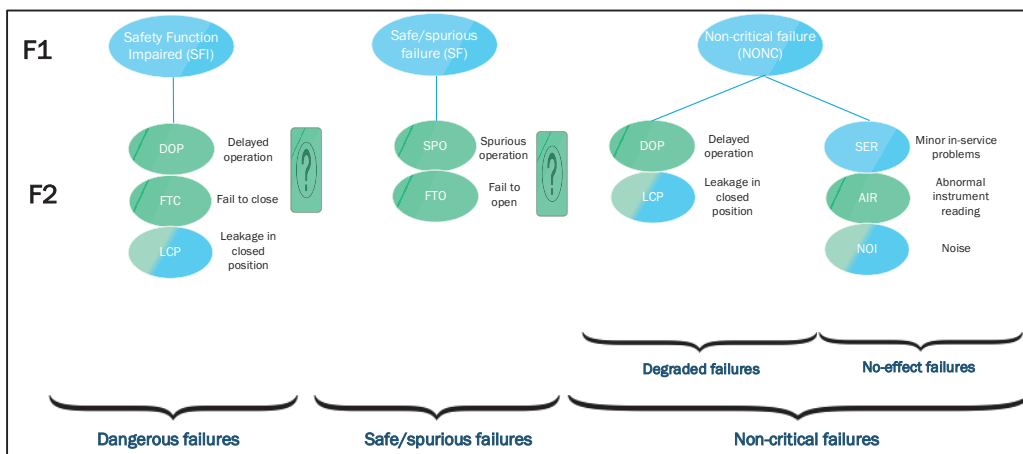 F1
Safety Function
Impaired (SFI)
Safe/spurious
failure (SF)
Non-critical failure
(NONC)
F2
DOP
Delayed
operation
FTC
Fail to close
LCP
Leakage in
closed
position
?
SPO
Spurious
operation
FTO
Fail to
open
?
DOP
Delayed
operation
LCP
Leakage in
closed
position
SER
Minor in-service
problems
AIR
Abnormal
instrument
reading
NOI
Noise
Degraded failures
No-effect failures
Dangerous failures
Safe/spurious failures
Non-critical failures